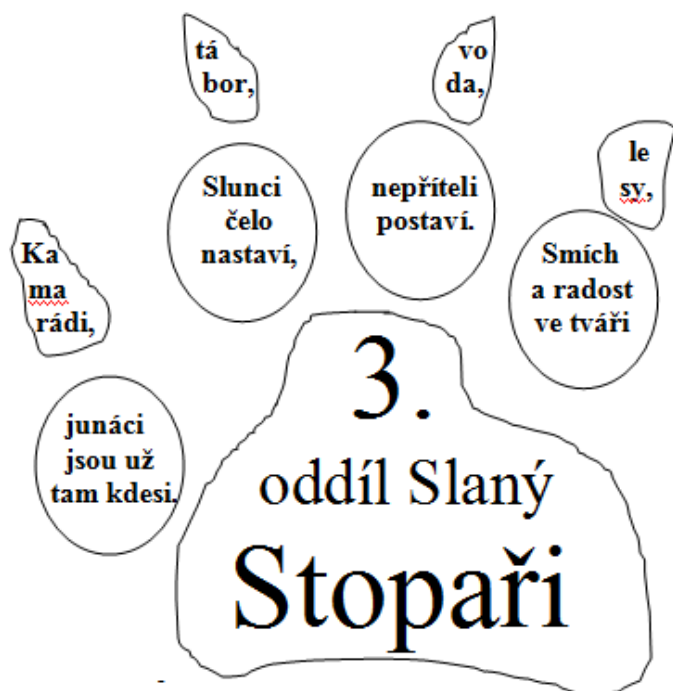 Ka
ma
rádi,
tá
bor,
vo
da,
le
sy,
junáci
jsou už
tam kdesi.
Slunci
čelo
nastaví,
nepříteli
postaví.
Smích
a radost
ve tváři
3.
oddíl Slaný
Stopaři